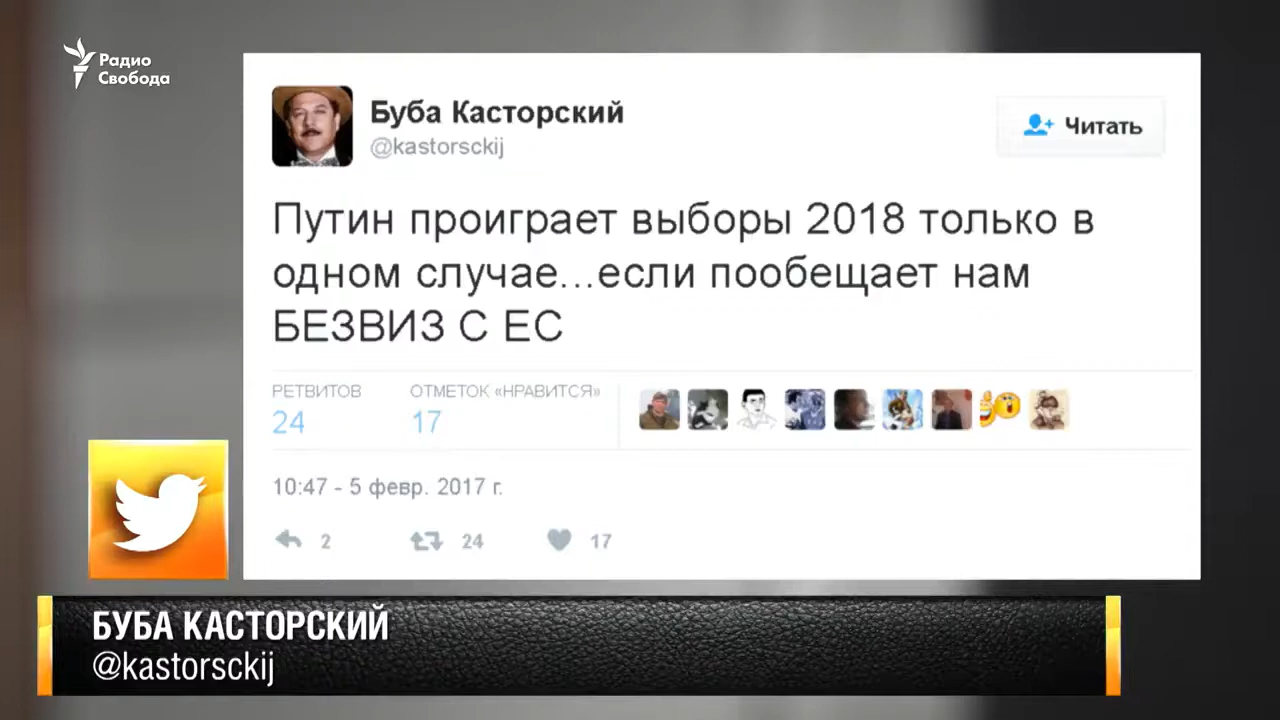 Радио
Свобода
Буба Касторский
@kastorsckij
Читать
Путин проиграет выборы 2018 только в
одном случае...если пообещает нам
БЕЗВИЗ С ЕС
РЕТВИТОВ
24
ОТМЕТОК «НРАВИТСЯ»
17
10:47 - 5 февр. 2017 г.
2
24
17
БУБА КАСТОРСКИЙ
@kastorsckij